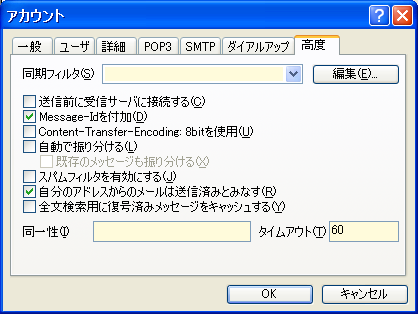 アカウント
一般 ユーザ 詳細 POP3 SMTP ダイアルアップ 高度
同期フィルタ(S) 編集(E)...
送信前に受信サーバに接続する(C)
Message-Idを付加(D)
Content-Transfer-Encoding: 8bitを使用(U)
自動で振り分ける(L)
既存のメッセージも振り分ける(X)
スパムフィルタを有効にする(J)
自分のアドレスからのメールは送信済みとみなす(R)
全文検索用に復号済みメッセージをキャッシュする(Y)
同一性(I) タイムアウト(T) 60
OK キャンセル